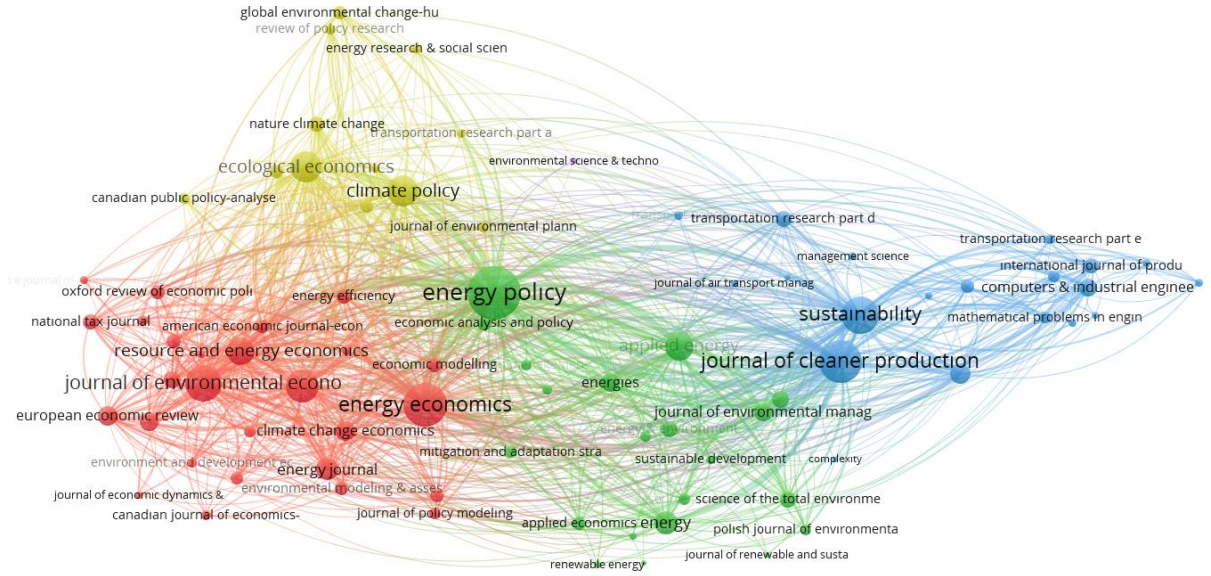 global environmental change-hu
review of policy research
energy research & social scien
nature climate change
transportation research part a
environmental science & techno
ecological economics
climate policy
canadian public policy-analyse
transportation research part d
journal of environmental plann
transportation research part e
management science
international journal of produ
journal of air transport manag
computers & industrial enginee
oxford review of economic poli
energy efficiency
energy policy
sustainability
mathematical problems in engin
national tax journal
american economic journal-econ
economic analysis and policy
applied energy
resource and energy economics
economic modelling
journal of cleaner production
journal of environmental econo
energies
energy economics
european economic review
journal of environmental manag
climate change economics
energy & environment
mitigation and adaptation stra
sustainable development
complexity
environment and development ec
energy journal
environmental modeling & asses
journal of economic dynamics &
science of the total environme
canadian journal of economics-
journal of policy modeling
applied economics
energy
polish journal of environmenta
journal of renewable and susta
renewable energy